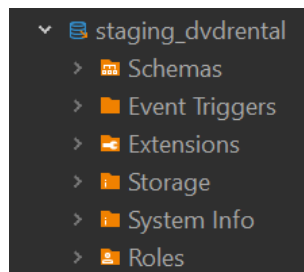 staging_dvdrental
Schemas
Event Triggers
Extensions
Storage
System Info
Roles